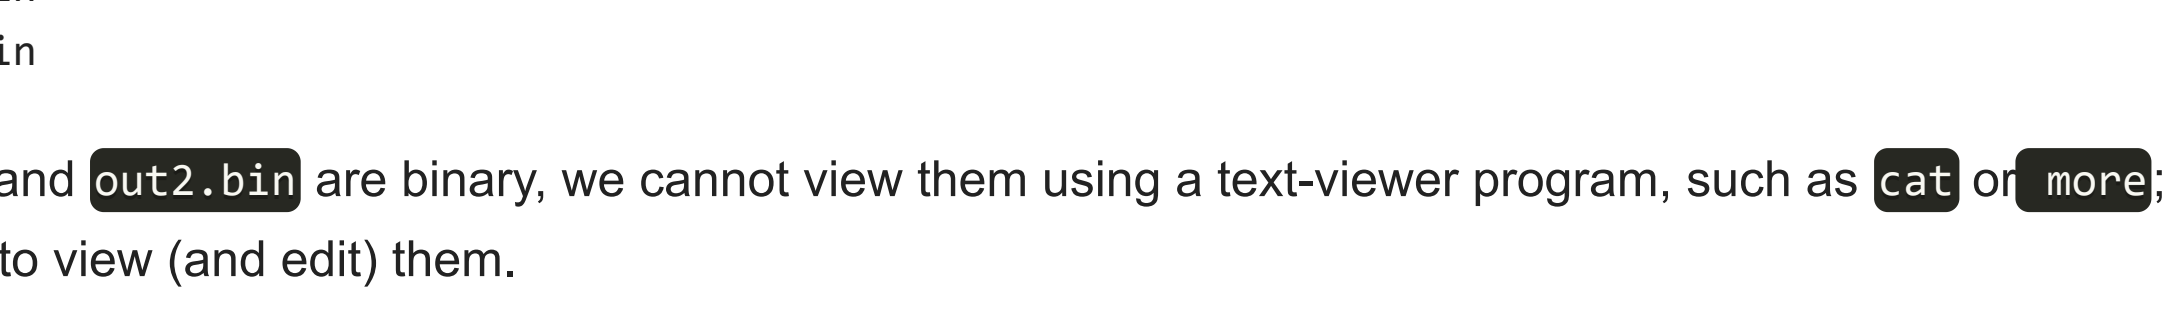 in
and out2.bin are binary, we cannot view them using a text-viewer program, such as cat or more;
to view (and edit) them.